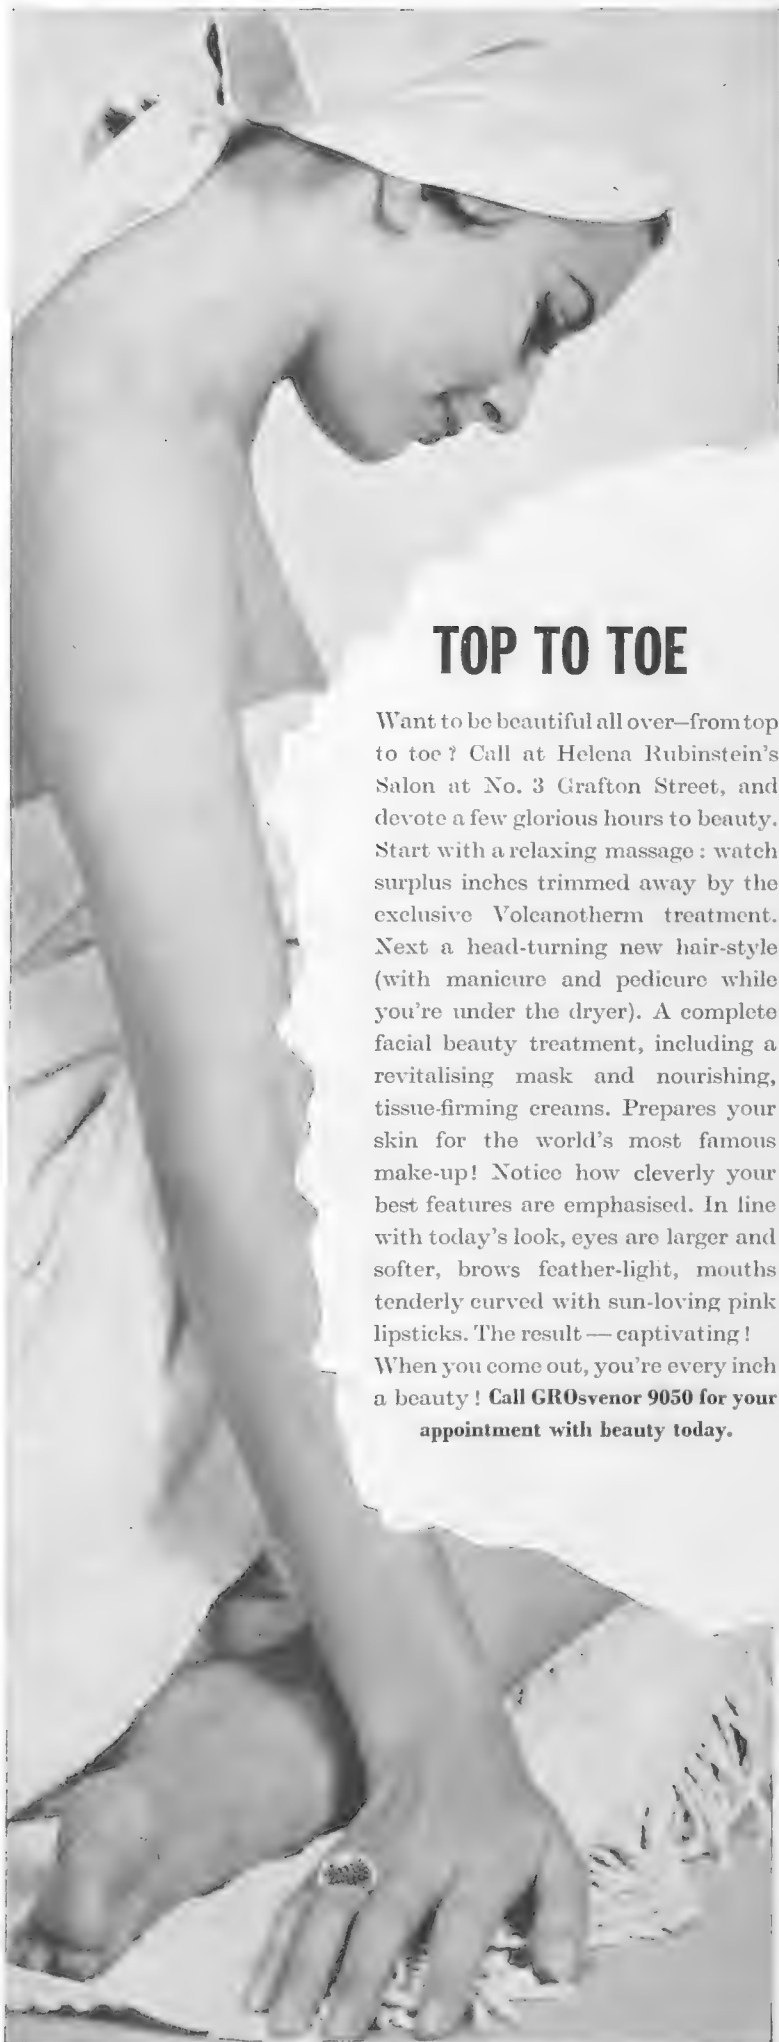 TOP TO TOE
Want to be beautiful all over—from top
to toe ? Call at Helena Rubinstein's
Salon at No. 3 Grafton Street, and
devote a few glorious hours to beauty.
Start with a relaxing massage : watch
surplus inches trimmed away by the
exclusive Volcanotherm treatment.
Next a head-turning new hair-style
(with manicure and pedicure while
you're under the dryer). A complete
facial beauty treatment, including a
revitalising mask and nourishing,
tissue-firming creams. Prepares your
skin for the world's most famous
make-up! Notice how cleverly your
best features are emphasised. In line
with today's look, eyes are larger and
softer, brows feather-light, mouths
tenderly curved with sun-loving pink
lipsticks. The result — captivating !
When you come out, you're every inch
a beauty ! Call GROsvenor 9050 for your
appointment with beauty today.